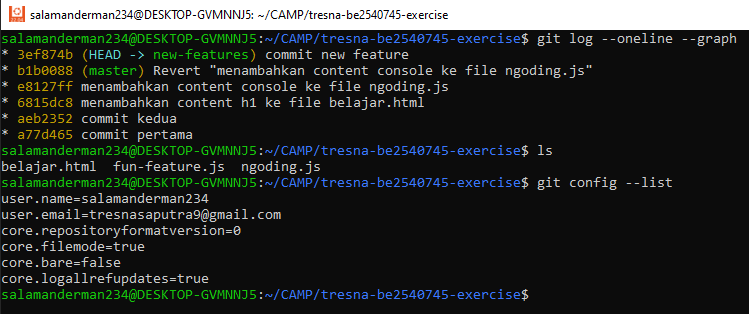 salamanderman234@DESKTOP-GVMNNJ5: ~/CAMP/tresna-be2540745-exercise
salamanderman234@DESKTOP-GVMNNJ5:~/CAMP/tresna-be2540745-exercise$ git log --oneline --graph
* 3ef874b (HEAD -> new-features) commit new feature
* b1b0088 (master) Revert "menambahkan content console ke file ngoding.js"
* e8127ff menambahkan content console ke file ngoding.js
* 6815dc8 menambahkan content h1 ke file belajar.html
* aeb2352 commit kedua
* a77d465 commit pertama
salamanderman234@DESKTOP-GVMNNJ5:~/CAMP/tresna-be2540745-exercise$ ls
belajar.html  fun-feature.js  ngoding.js
salamanderman234@DESKTOP-GVMNNJ5:~/CAMP/tresna-be2540745-exercise$ git config --list
user.name=salamanderman234
user.email=tresnasaputra9@gmail.com
core.repositoryformatversion=0
core.filemode=true
core.bare=false
core.logallrefupdates=true
salamanderman234@DESKTOP-GVMNNJ5:~/CAMP/tresna-be2540745-exercise$